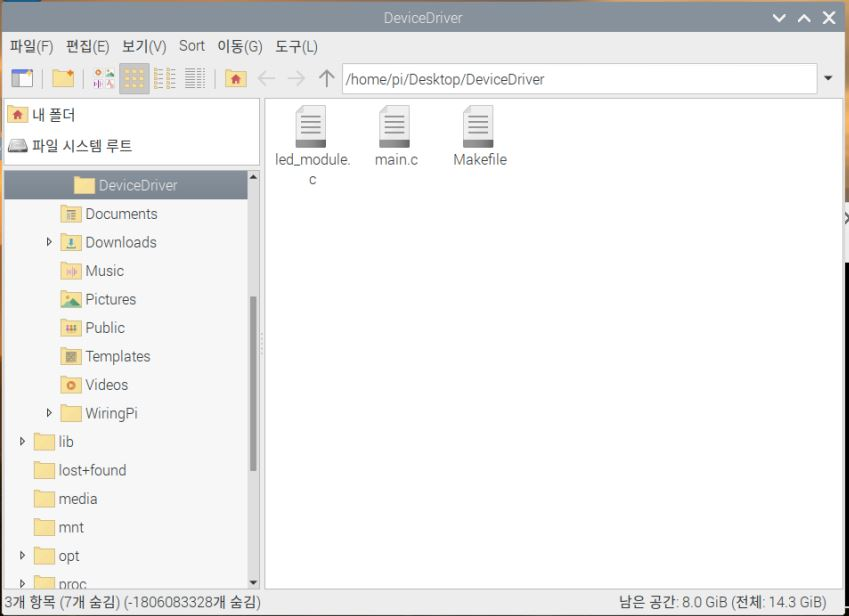 DeviceDriver
파일(F) 편집(E) 보기(V) Sort 이동(G) 도구(L)
/home/pi/Desktop/DeviceDriver
내 폴더
파일 시스템 루트
DeviceDriver
Documents
Downloads
Music
Pictures
Public
Templates
Videos
WiringPi
lib
lost+found
media
mnt
opt
proc
led_module.
c
main.c
Makefile
3개 항목 (7개 숨김) (-1806083328개 숨김)
남은 공간: 8.0 GiB (전체: 14.3 GiB)